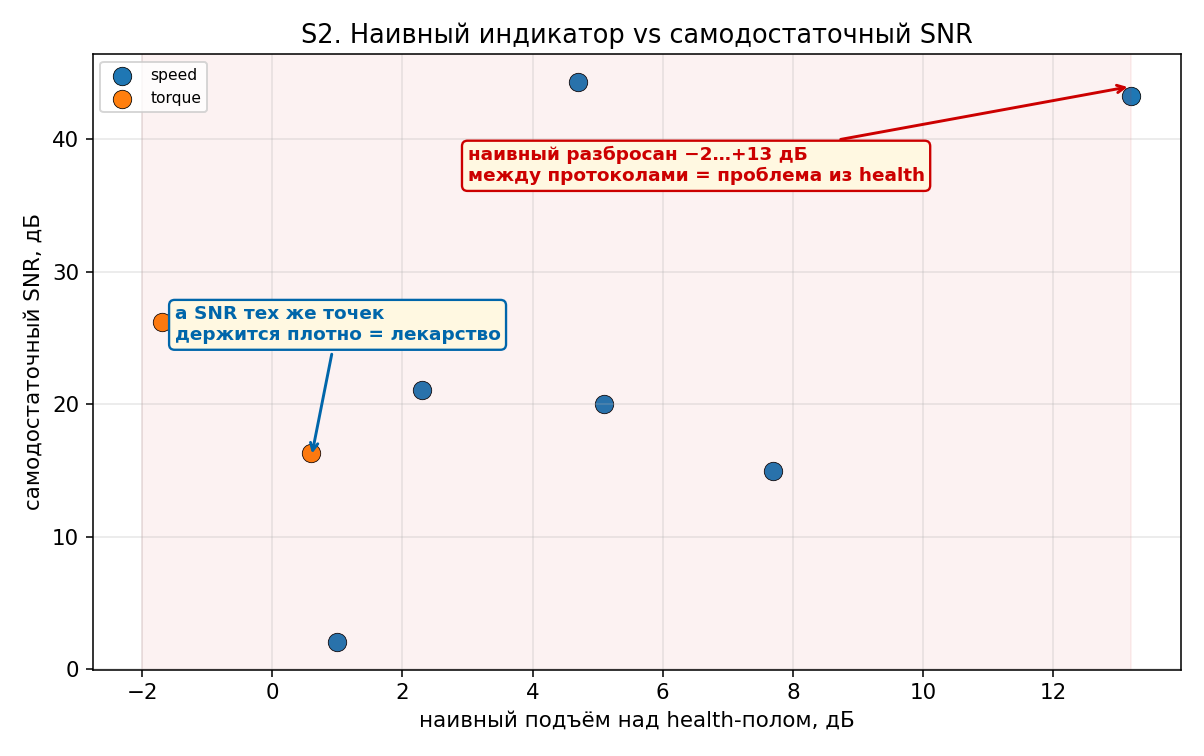 S2. Наивный индикатор vs самодостаточный SNR
speed
torque
наивный разбросан −2…+13 дБ
между протоколами = проблема из health
а SNR тех же точек
держится плотно = лекарство
самодостаточный SNR, дБ
40
30
20
10
0
−2
0
2
4
6
8
10
12
наивный подъём над health-полом, дБ